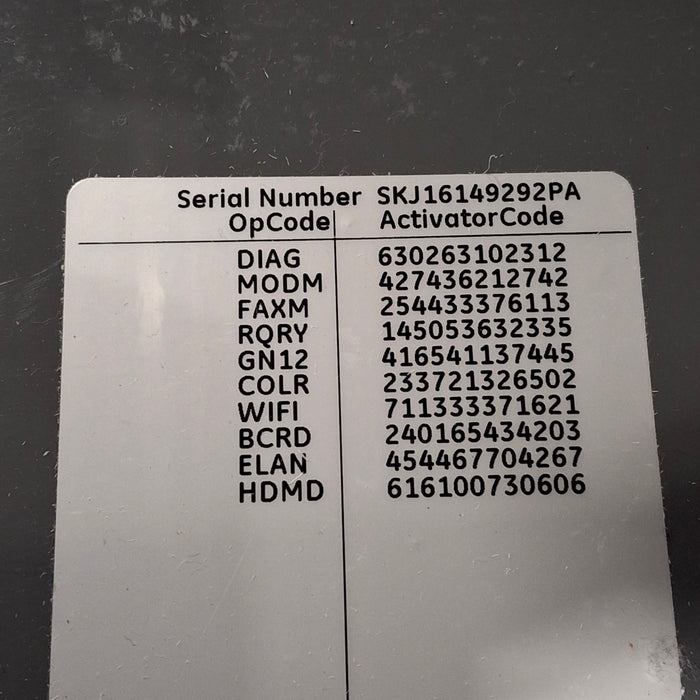 Serial Number SKJ16149292PA
OpCode ActivatorCode
DIAG 630263102312
MODM 427436212742
FAXM 254433376113
RQRY 145053632335
GN12 416541137445
COLR 233721326502
WIFI 711333371621
BCRD 240165434203
ELAN 454467704267
HDMD 616100730606